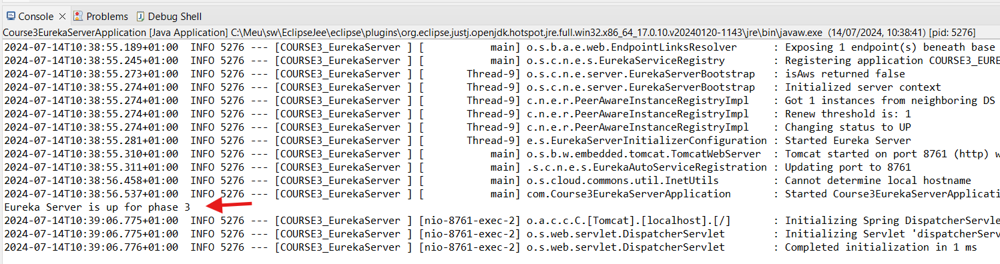 Console Problems Debug Shell
Course3EurekaServerApplication [Java Application] C:\Meu\sw\EclipseJee\eclipse\plugins\org.eclipse.justj.openjdk.hotspot.jre.full.win32.x86_64_17.0.10.v20240120-1143\jre\bin\javaw.exe (14/07/2024, 10:38:41) [pid: 5276]
2024-07-14T10:38:55.189+01:00  INFO 5276 --- [COURSE3_EurekaServer ] [           main] o.s.b.a.e.web.EndpointLinksResolver      : Exposing 1 endpoint(s) beneath base
2024-07-14T10:38:55.245+01:00  INFO 5276 --- [COURSE3_EurekaServer ] [           main] o.s.c.n.e.s.EurekaServiceRegistry        : Registering application COURSE3_EURE
2024-07-14T10:38:55.273+01:00  INFO 5276 --- [COURSE3_EurekaServer ] [       Thread-9] o.s.c.n.e.server.EurekaServerBootstrap   : isAws returned false
2024-07-14T10:38:55.274+01:00  INFO 5276 --- [COURSE3_EurekaServer ] [       Thread-9] o.s.c.n.e.server.EurekaServerBootstrap   : Initialized server context
2024-07-14T10:38:55.274+01:00  INFO 5276 --- [COURSE3_EurekaServer ] [       Thread-9] c.n.e.r.PeerAwareInstanceRegistryImpl    : Got 1 instances from neighboring DS
2024-07-14T10:38:55.274+01:00  INFO 5276 --- [COURSE3_EurekaServer ] [       Thread-9] c.n.e.r.PeerAwareInstanceRegistryImpl    : Renew threshold is: 1
2024-07-14T10:38:55.274+01:00  INFO 5276 --- [COURSE3_EurekaServer ] [       Thread-9] c.n.e.r.PeerAwareInstanceRegistryImpl    : Changing status to UP
2024-07-14T10:38:55.281+01:00  INFO 5276 --- [COURSE3_EurekaServer ] [       Thread-9] e.s.EurekaServerInitializerConfiguration : Started Eureka Server
2024-07-14T10:38:55.310+01:00  INFO 5276 --- [COURSE3_EurekaServer ] [           main] o.s.b.w.embedded.tomcat.TomcatWebServer  : Tomcat started on port 8761 (http) w
2024-07-14T10:38:55.311+01:00  INFO 5276 --- [COURSE3_EurekaServer ] [           main] .s.c.n.e.s.EurekaAutoServiceRegistration : Updating port to 8761
2024-07-14T10:38:56.458+01:00  INFO 5276 --- [COURSE3_EurekaServer ] [           main] o.s.cloud.commons.util.InetUtils         : Cannot determine local hostname
2024-07-14T10:38:56.537+01:00  INFO 5276 --- [COURSE3_EurekaServer ] [           main] com.Course3EurekaServerApplication       : Started Course3EurekaServerApplicati
Eureka Server is up for phase 3
2024-07-14T10:39:06.775+01:00  INFO 5276 --- [COURSE3_EurekaServer ] [nio-8761-exec-2] o.a.c.c.C.[Tomcat].[localhost].[/]       : Initializing Spring DispatcherServle
2024-07-14T10:39:06.775+01:00  INFO 5276 --- [COURSE3_EurekaServer ] [nio-8761-exec-2] o.s.web.servlet.DispatcherServlet        : Initializing Servlet 'dispatcherServ
2024-07-14T10:39:06.776+01:00  INFO 5276 --- [COURSE3_EurekaServer ] [nio-8761-exec-2] o.s.web.servlet.DispatcherServlet        : Completed initialization in 1 ms